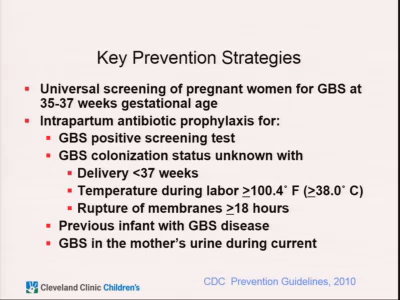 Key Prevention Strategies
Universal screening of pregnant women for GBS at
35-37 weeks gestational age
Intrapartum antibiotic prophylaxis for:
GBS positive screening test
GBS colonization status unknown with
Delivery <37 weeks
Temperature during labor ≥100.4˚ F (≥38.0˚ C)
Rupture of membranes ≥18 hours
Previous infant with GBS disease
GBS in the mother's urine during current
Cleveland Clinic Children's
CDC Prevention Guidelines, 2010